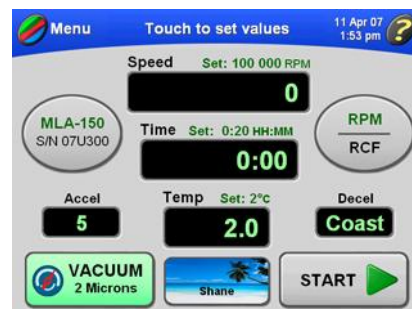 Menu
Touch to set values
11 Apr 07
1:53 pm
?
Speed Set: 100 000 RPM
0
MLA-150
S/N 07U300
Time Set: 0:20 HH:MM
0:00
RPM
RCF
Accel
5
Temp Set: 2°C
2.0
Decel
Coast
VACUUM
2 Microns
Shane
START